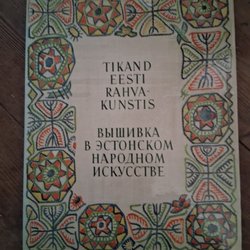 TIKAND
EESTI
RAHVA-
KUNSTIS
ВЫШИВКА
В ЭСТОНСКОМ
НАРОДНОМ
ИСКУССТВЕ